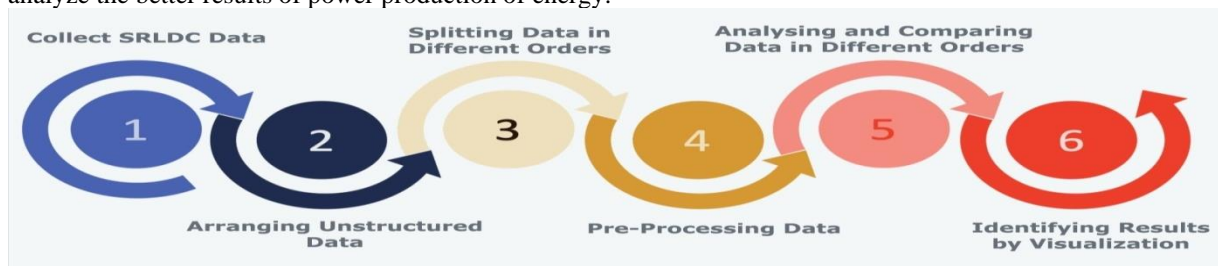 analyze the better results of power production of energy.
Collect SRLDC Data
Splitting Data in
Different Orders
Analysing and Comparing
Data in Different Orders
1
2
3
4
5
6
Arranging Unstructured
Data
Pre-Processing Data
Identifying Results
by Visualization